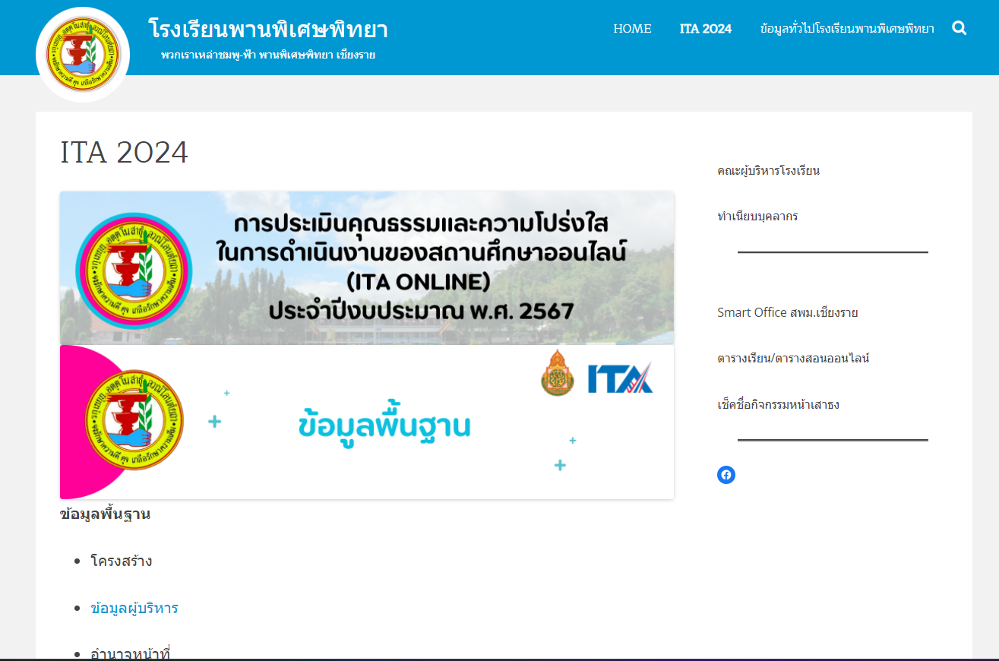 โรงเรียนพานพิเศษพิทยา
พวกเราเหล่าชมพู-ฟ้า พานพิเศษพิทยา เชียงราย
HOME
ITA 2024
ข้อมูลทั่วไปโรงเรียนพานพิเศษพิทยา
ITA 2024
การประเมินคุณธรรมและความโปร่งใส
ในการดำเนินงานของสถานศึกษาออนไลน์
(ITA ONLINE)
ประจำปีงบประมาณ พ.ศ. 2567
ITA
ข้อมูลพื้นฐาน
ข้อมูลพื้นฐาน
โครงสร้าง
ข้อมูลผู้บริหาร
อำนาจหน้าที่
คณะผู้บริหารโรงเรียน
ทำเนียบบุคลากร
Smart Office สพม.เชียงราย
ตารางเรียน/ตารางสอนออนไลน์
เช็คชื่อกิจกรรมหน้าเสาธง